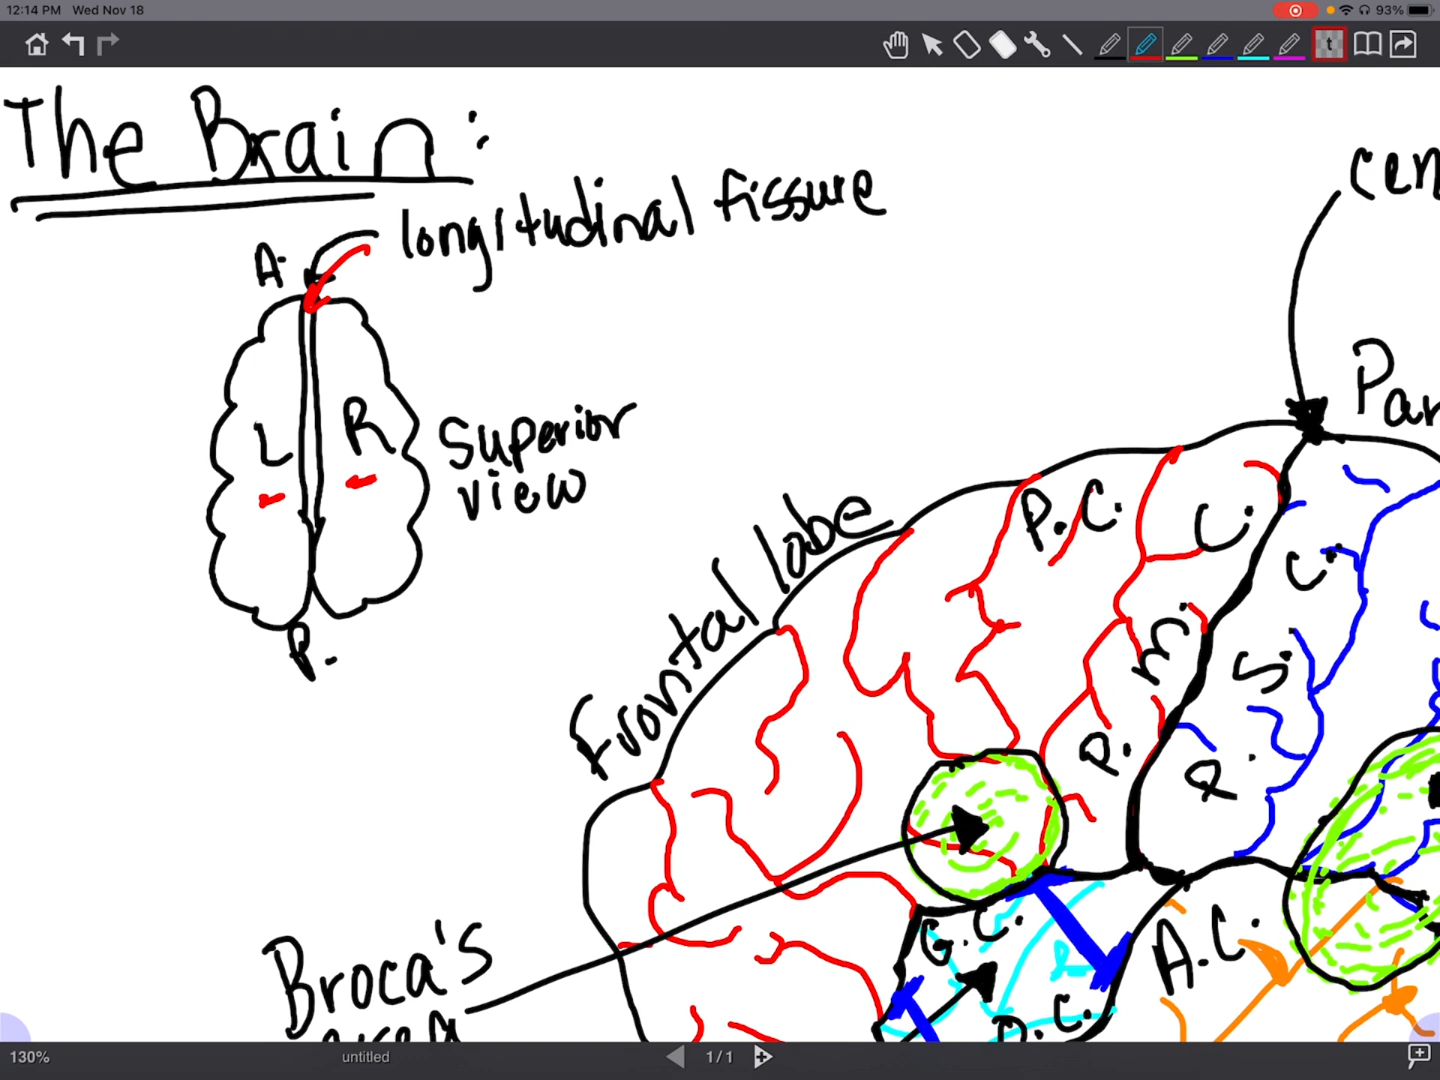 12:14 PM Wed Nov 18
93%
t
The Brain:
longitudinal fissure
A.
L
R
Superior
view
P.
cen
Par
Frontal lobe
P.C.
C.
M.
P.
C.
S.
P.
Broca's
area
G.C.
A.C.
O.C.
130%
untitled
1/1